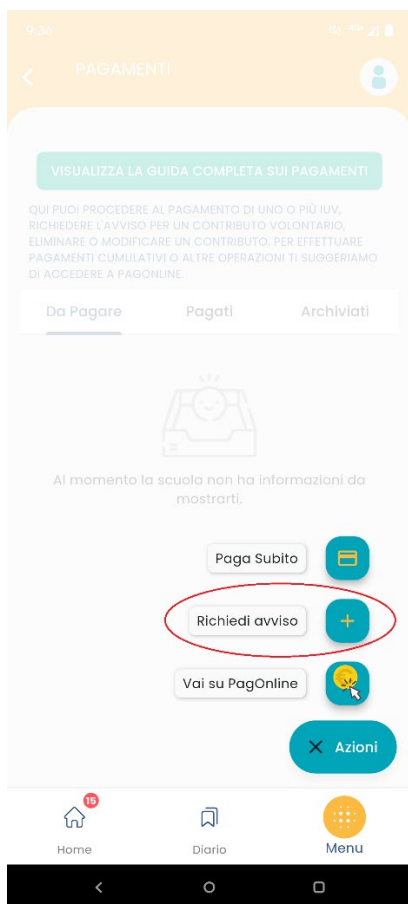 9:36
PAGAMENTI
VISUALIZZA LA GUIDA COMPLETA SUI PAGAMENTI
QUI PUOI PROCEDERE AL PAGAMENTO DI UNO O PIÙ IUV,
RICHIEDERE L'AVVISO PER UN CONTRIBUTO VOLONTARIO,
ELIMINARE O MODIFICARE UN CONTRIBUTO. PER EFFETTUARE
PAGAMENTI CUMULATIVI O ALTRE OPERAZIONI TI SUGGERIAMO
DI ACCEDERE A PAGONLINE.
Da Pagare Pagati Archiviati
Al momento la scuola non ha informazioni da
mostrarti.
Paga Subito
Richiedi avviso
Vai su PagOnline
Azioni
15
Home Diario Menu